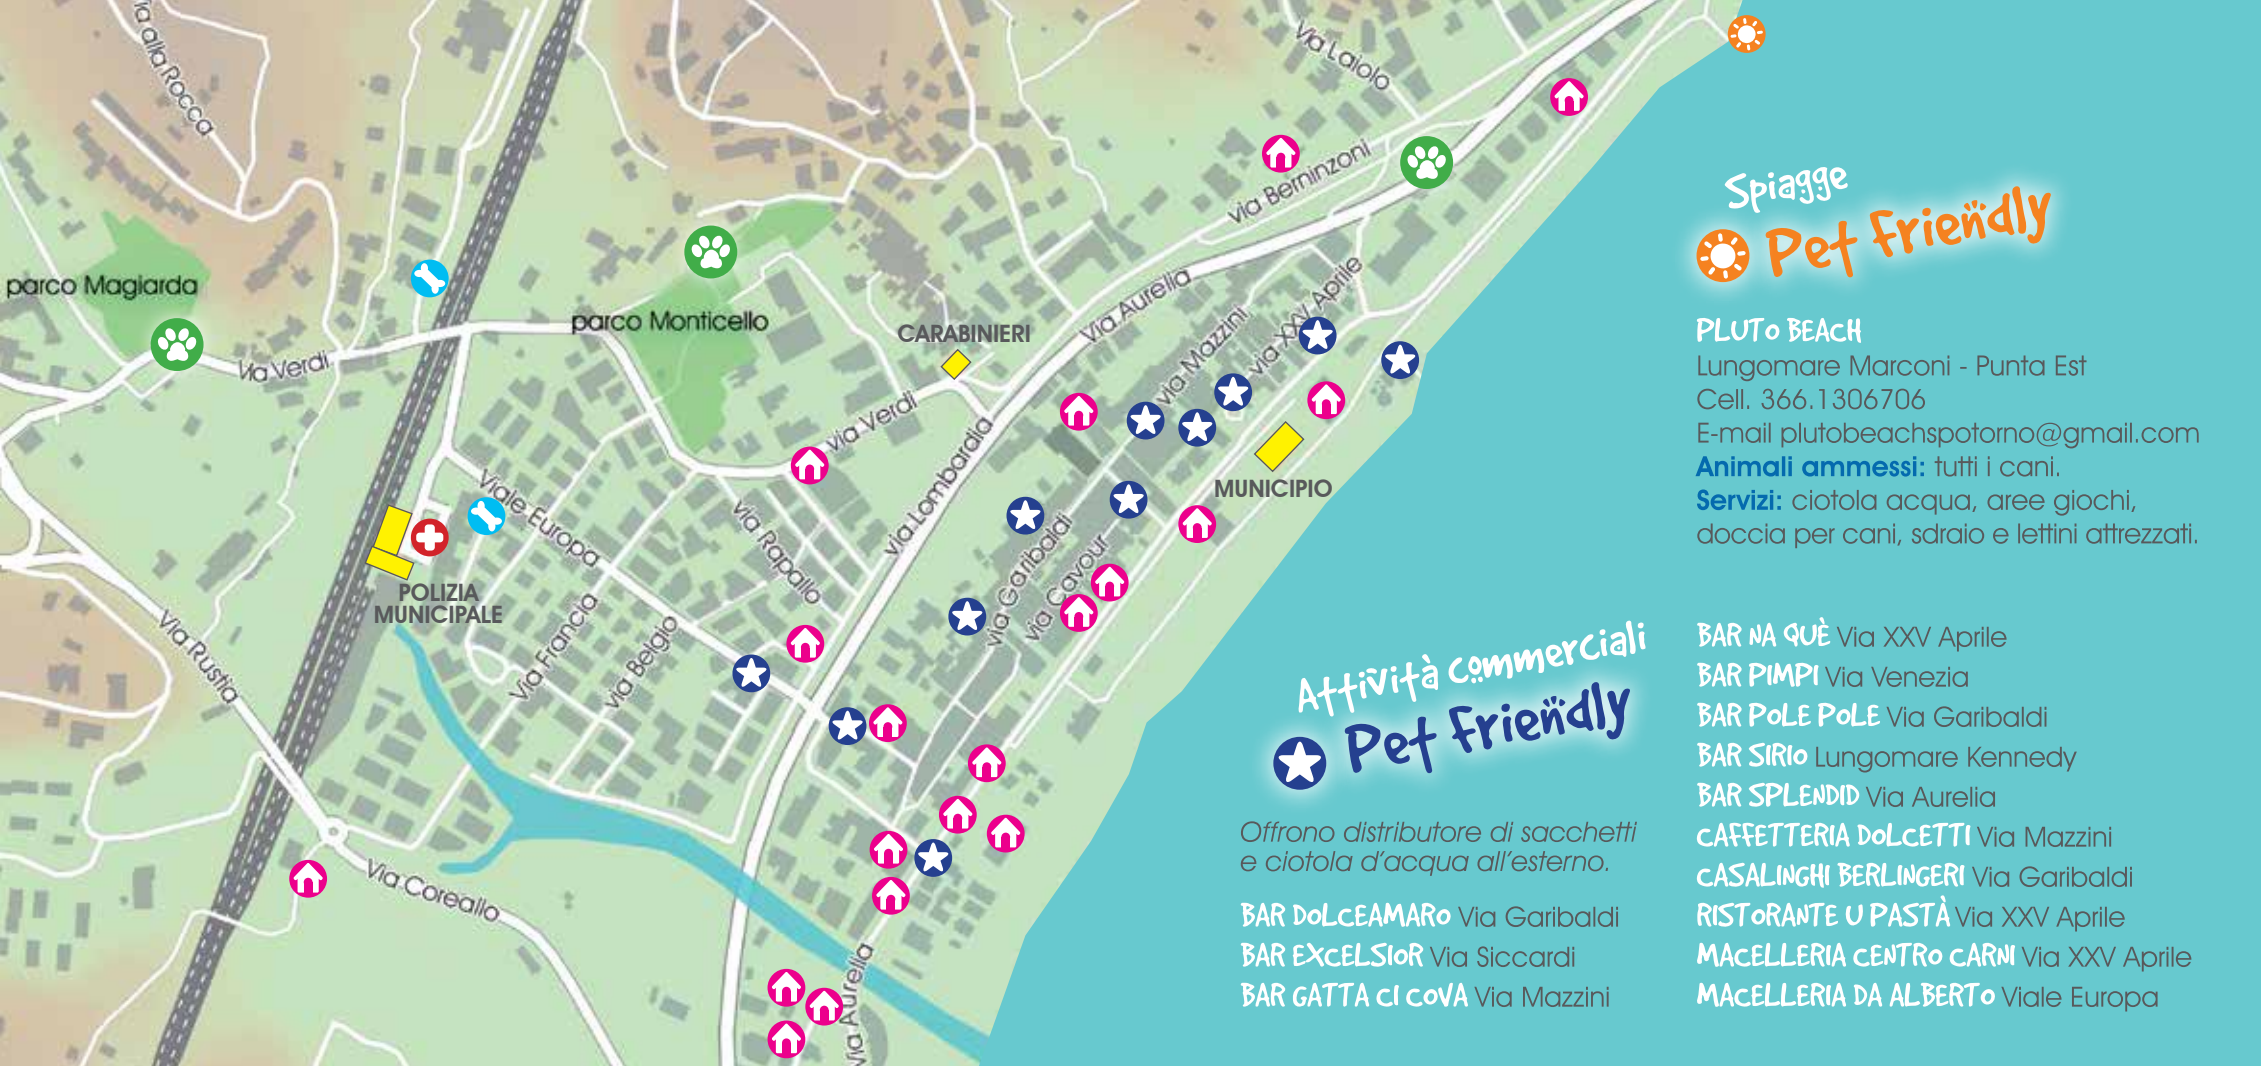 via alla Rocca
via Laiolo
via Berninzoni
parco Magiarda
Via Verdi
parco Monticello
CARABINIERI
Via Aurelia
via Mazzini
via XXV Aprile
via Verdi
via Lombardia
MUNICIPIO
Viale Europa
via Rapallo
via Garibaldi
via Cavour
POLIZIA
MUNICIPALE
Via Francia
via Belgio
Via Rustia
Via Coreallo
via Aurelia
Spiagge
Pet Friendly
PLUTO BEACH
Lungomare Marconi - Punta Est
Cell. 366.1306706
E-mail plutobeachspotorno@gmail.com
Animali ammessi: tutti i cani.
Servizi: ciotola acqua, aree giochi,
doccia per cani, sdraio e lettini attrezzati.
Attività commerciali
Pet Friendly
Offrono distributore di sacchetti
e ciotola d'acqua all'esterno.
BAR DOLCEAMARO Via Garibaldi
BAR EXCELSIOR Via Siccardi
BAR GATTA CI COVA Via Mazzini
BAR NA QUÈ Via XXV Aprile
BAR PIMPI Via Venezia
BAR POLE POLE Via Garibaldi
BAR SIRIO Lungomare Kennedy
BAR SPLENDID Via Aurelia
CAFFETTERIA DOLCETTI Via Mazzini
CASALINGHI BERLINGERI Via Garibaldi
RISTORANTE U PASTÀ Via XXV Aprile
MACELLERIA CENTRO CARNI Via XXV Aprile
MACELLERIA DA ALBERTO Viale Europa